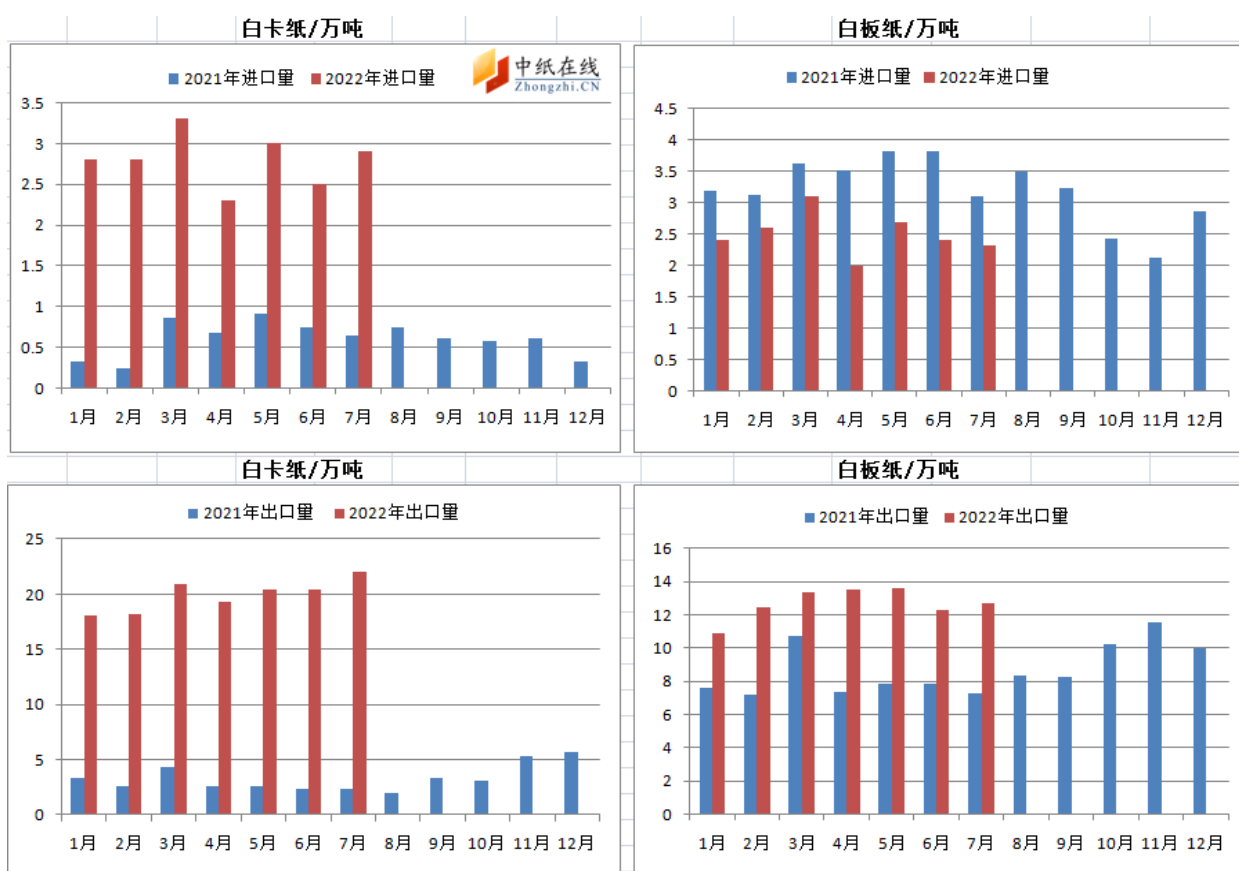 白卡纸/万吨
2021年进口量 2022年进口量
中纸在线
Zhongzhi.CN
3.5
3
2.5
2
1.5
1
0.5
0
1月 2月 3月 4月 5月 6月 7月 8月 9月 10月 11月 12月
白板纸/万吨
2021年进口量 2022年进口量
4.5
4
3.5
3
2.5
2
1.5
1
0.5
0
1月 2月 3月 4月 5月 6月 7月 8月 9月 10月 11月 12月
白卡纸/万吨
2021年出口量 2022年出口量
25
20
15
10
5
0
1月 2月 3月 4月 5月 6月 7月 8月 9月 10月 11月 12月
白板纸/万吨
2021年出口量 2022年出口量
16
14
12
10
8
6
4
2
0
1月 2月 3月 4月 5月 6月 7月 8月 9月 10月 11月 12月